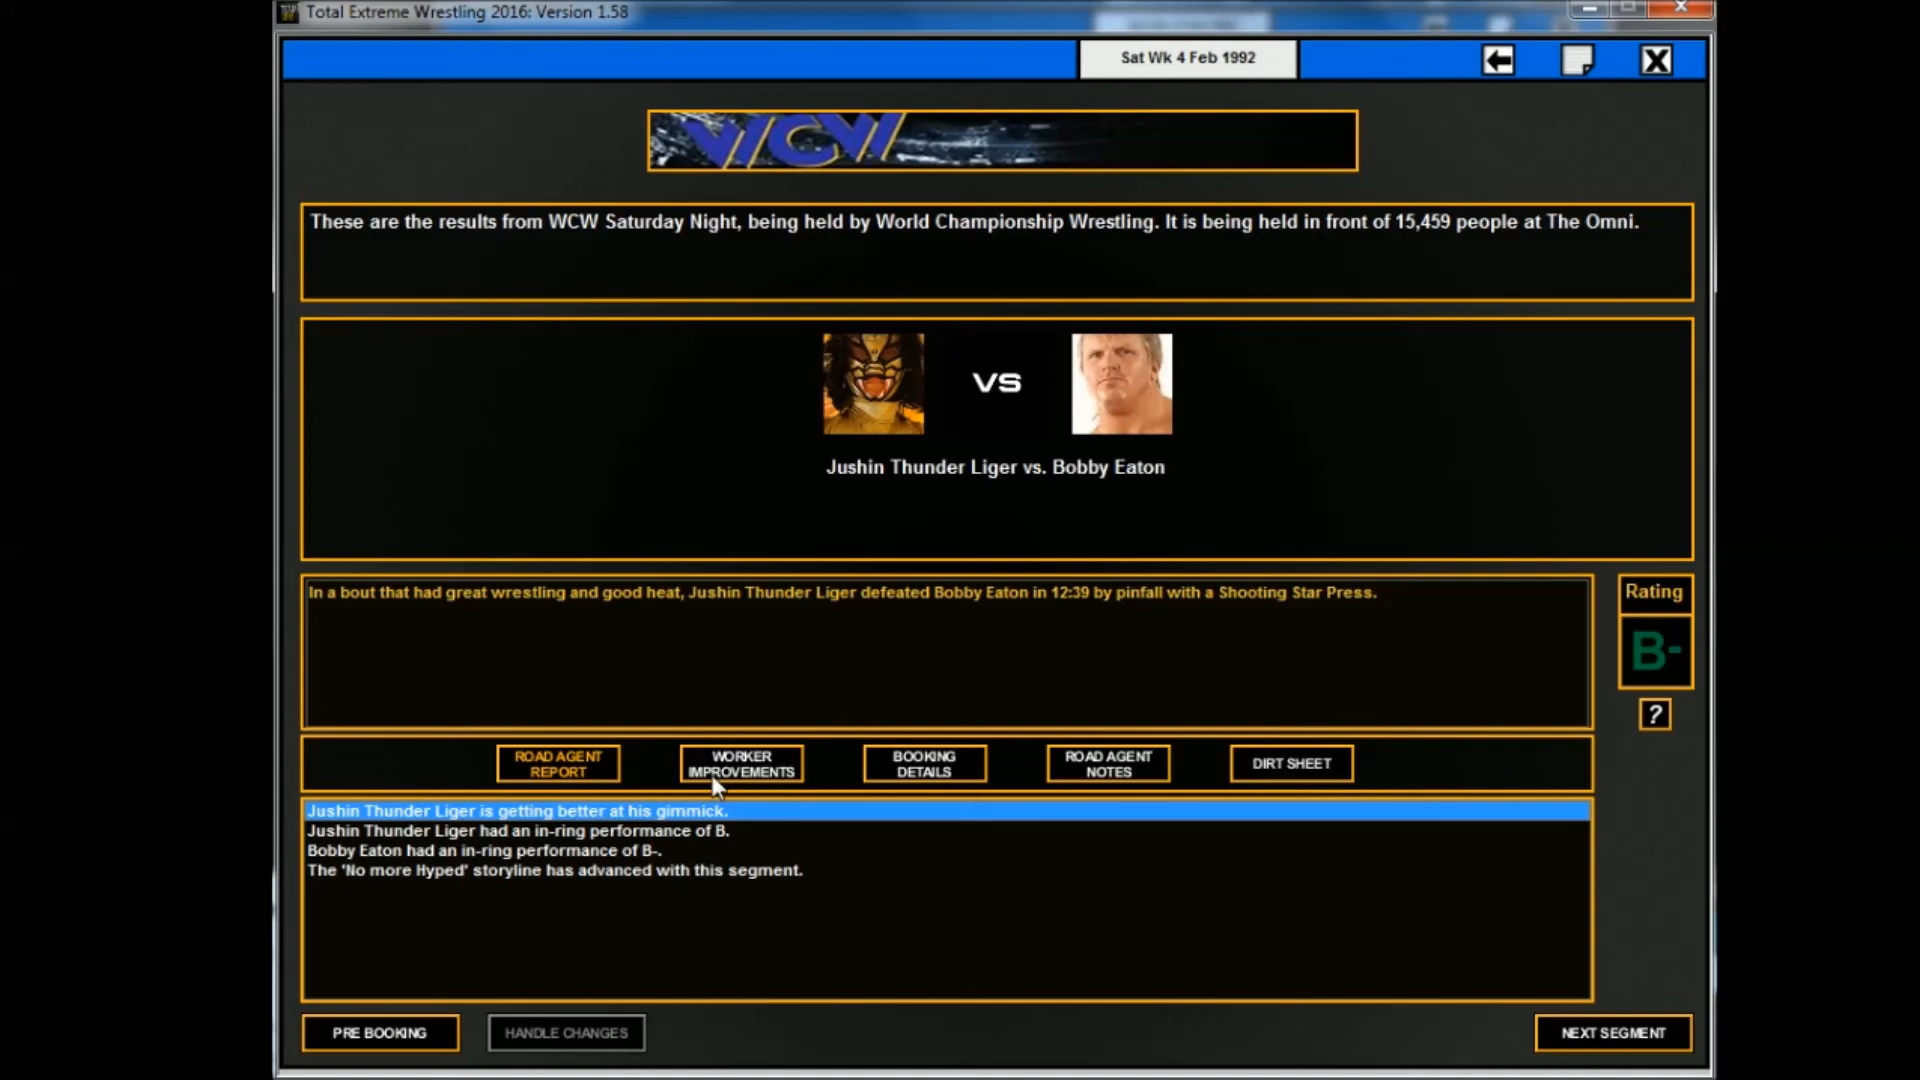 Total Extreme Wrestling 2016: Version 1.58
Sat Wk 4 Feb 1992
WCW
These are the results from WCW Saturday Night, being held by World Championship Wrestling. It is being held in front of 15,459 people at The Omni.
VS
Jushin Thunder Liger vs. Bobby Eaton
In a bout that had great wrestling and good heat, Jushin Thunder Liger defeated Bobby Eaton in 12:39 by pinfall with a Shooting Star Press.
Rating
B-
?
ROAD AGENT
REPORT
WORKER
IMPROVEMENTS
BOOKING
DETAILS
ROAD AGENT
NOTES
DIRT SHEET
Jushin Thunder Liger is getting better at his gimmick.
Jushin Thunder Liger had an in-ring performance of B.
Bobby Eaton had an in-ring performance of B-.
The 'No more Hyped' storyline has advanced with this segment.
PRE BOOKING
HANDLE CHANGES
NEXT SEGMENT